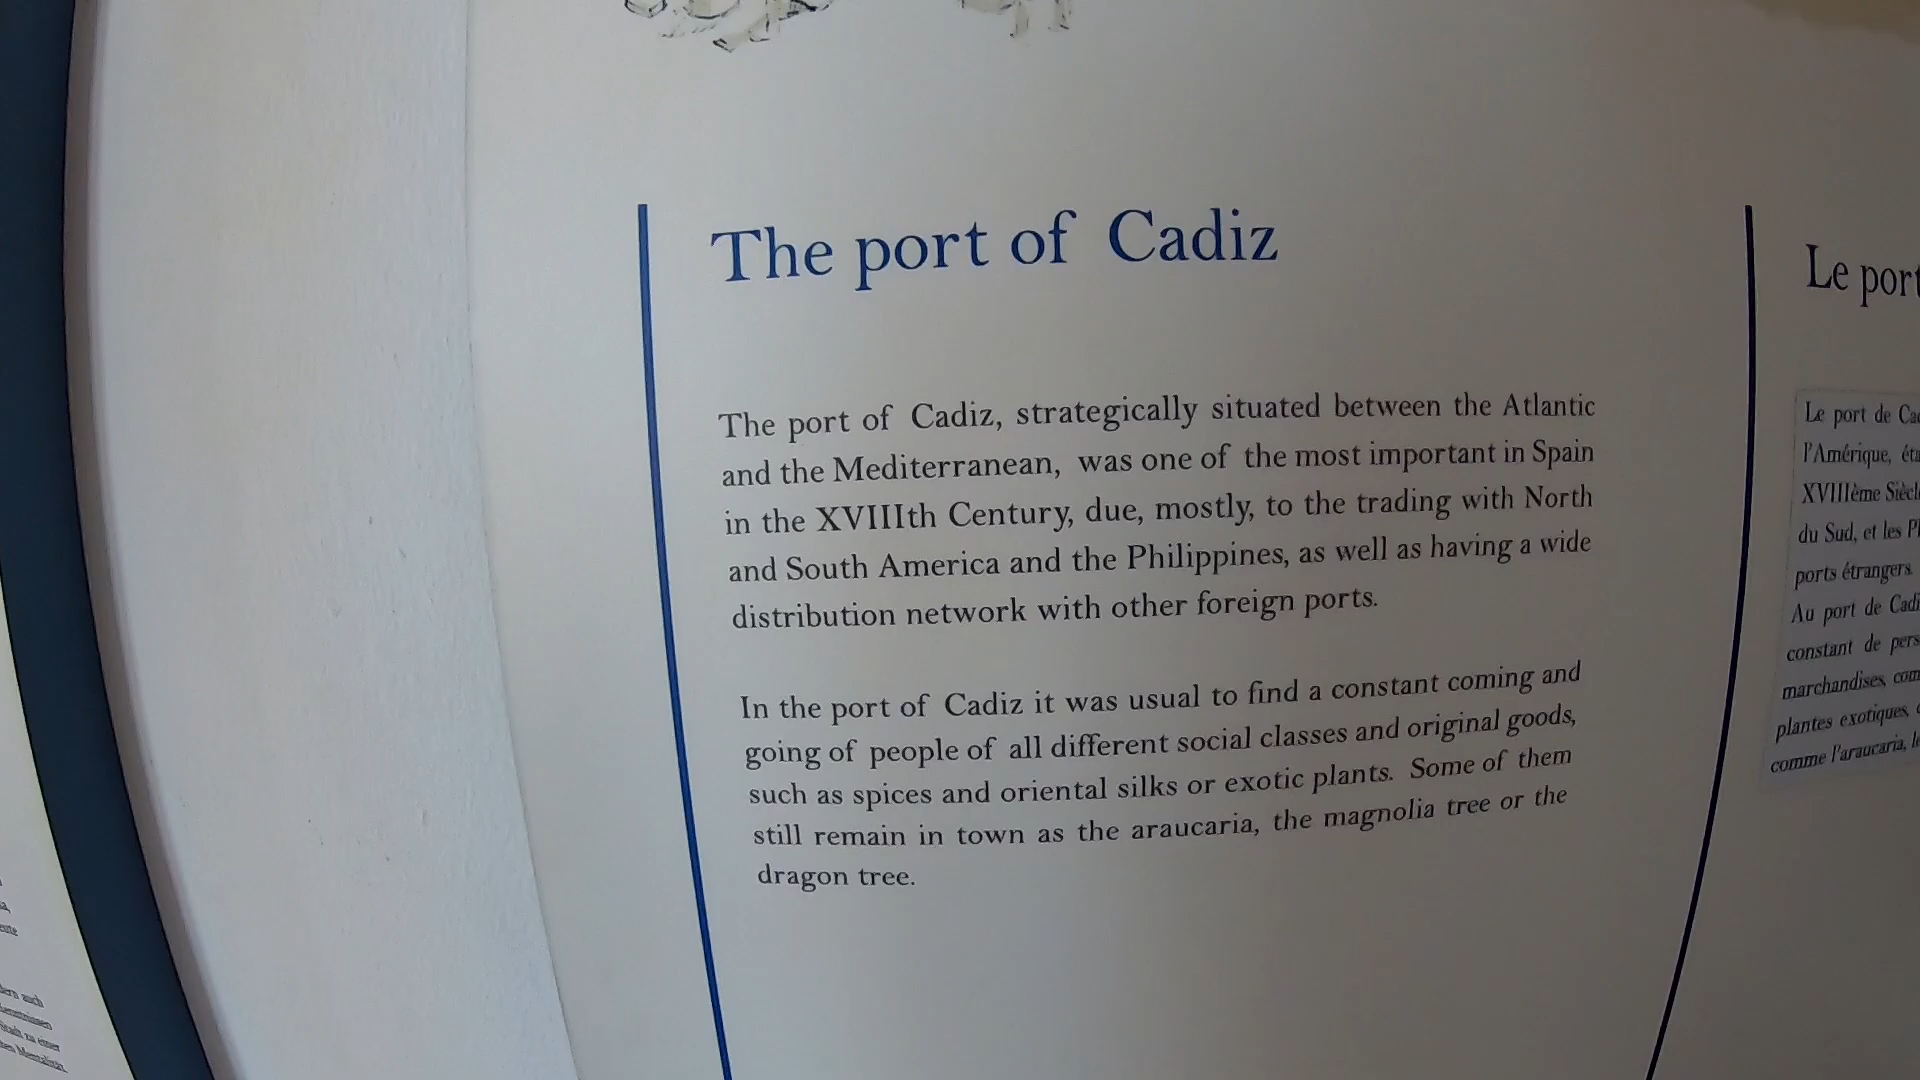 The port of Cadiz
The port of Cadiz, strategically situated between the Atlantic
and the Mediterranean, was one of the most important in Spain
in the XVIIIth Century, due, mostly, to the trading with North
and South America and the Philippines, as well as having a wide
distribution network with other foreign ports.
In the port of Cadiz it was usual to find a constant coming and
going of people of all different social classes and original goods,
such as spices and oriental silks or exotic plants. Some of them
still remain in town as the araucaria, the magnolia tree or the
dragon tree.
Le port
Le port de
l'Amérique,
XVIIIème
du Sud, et les
ports étrangers.
Au port de
constant de
marchandises,
plantes exotiques,
comme l'araucaria,
auch